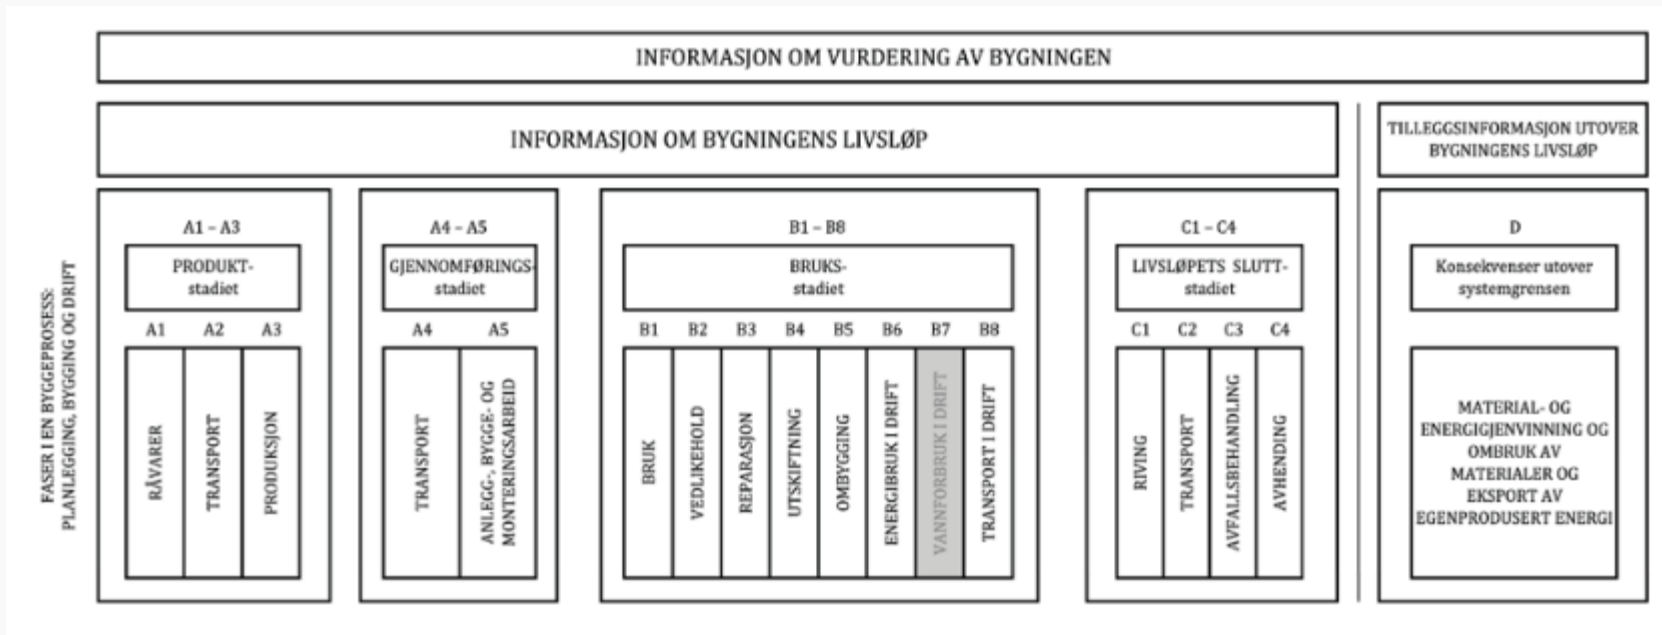 INFORMASJON OM VURDERING AV BYGNINGEN
INFORMASJON OM BYGNINGENS LIVSLØP
TILLEGGSINFORMASJON UTOVER
BYGNINGENS LIVSLØP
FASER I EN BYGGEPROSESS:
PLANLEGGING, BYGGING OG DRIFT
A1 – A3
PRODUKT-
stadiet
A1 A2 A3
RÅVARER
TRANSPORT
PRODUKSJON
A4 – A5
GJENNOMFØRINGS-
stadiet
A4 A5
TRANSPORT
ANLEGG-, BYGGE- OG
MONTERINGSARBEID
B1 – B8
BRUKS-
stadiet
B1 B2 B3 B4 B5 B6 B7 B8
BRUK
VEDLIKEHOLD
REPARASJON
UTSKIFTNING
OMBYGGING
ENERGIBRUK I DRIFT
VANNFORBRUK I DRIFT
TRANSPORT I DRIFT
C1 – C4
LIVSLØPETS SLUTT-
stadiet
C1 C2 C3 C4
RIVING
TRANSPORT
AVFALLSBEHANDLING
AVHENDING
D
Konsekvenser utover
systemgrensen
MATERIAL- OG
ENERGIGJENVINNING OG
OMBRUK AV
MATERIALER OG
EKSPORT AV
EGENPRODUSERT ENERGI